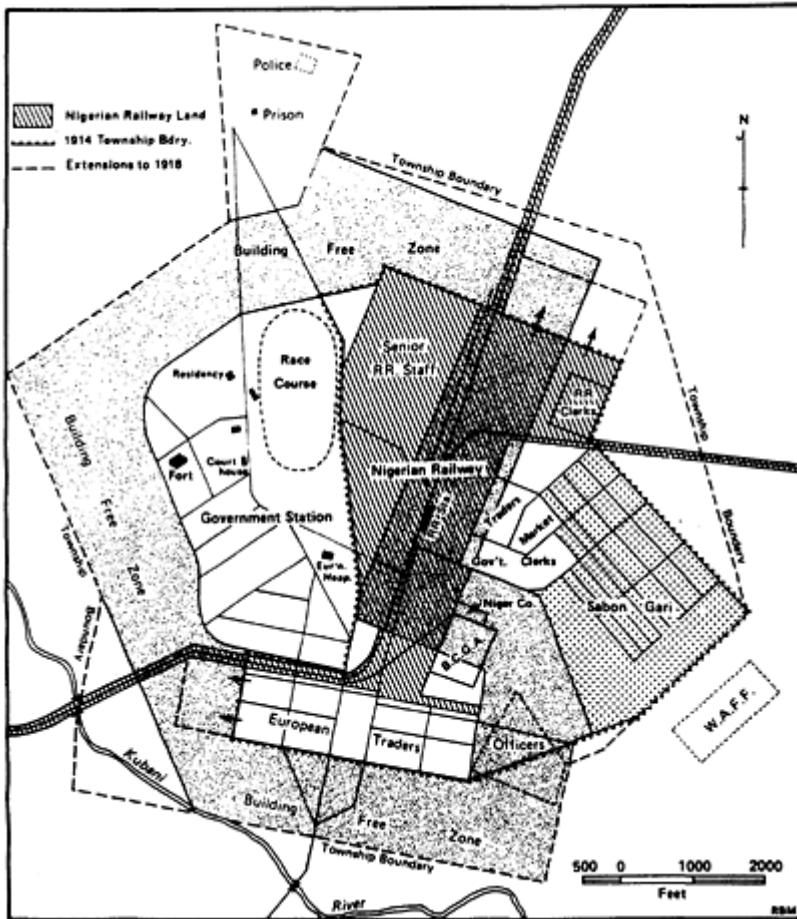 Police
Prison
Nigerian Railway Land
1914 Township Bdry.
Extensions to 1918
N
Township Boundary
Building Free Zone
Senior
RR. Staff
Race
Course
Residency
RR
Clerks
Township
Boundary
Building
Free
Zone
Fort
Court
house
Nigerian Railway
Traders
Market
Government Station
Gov't. Clerks
Eur'n.
Hosp.
Sabon Gari
Niger Co.
B.C.G.A.
Township
Boundary
W.A.F.F.
European Traders
Officers
Kubani
River
Building
Free
Zone
Township Boundary
500 0 1000 2000
Feet
RBM